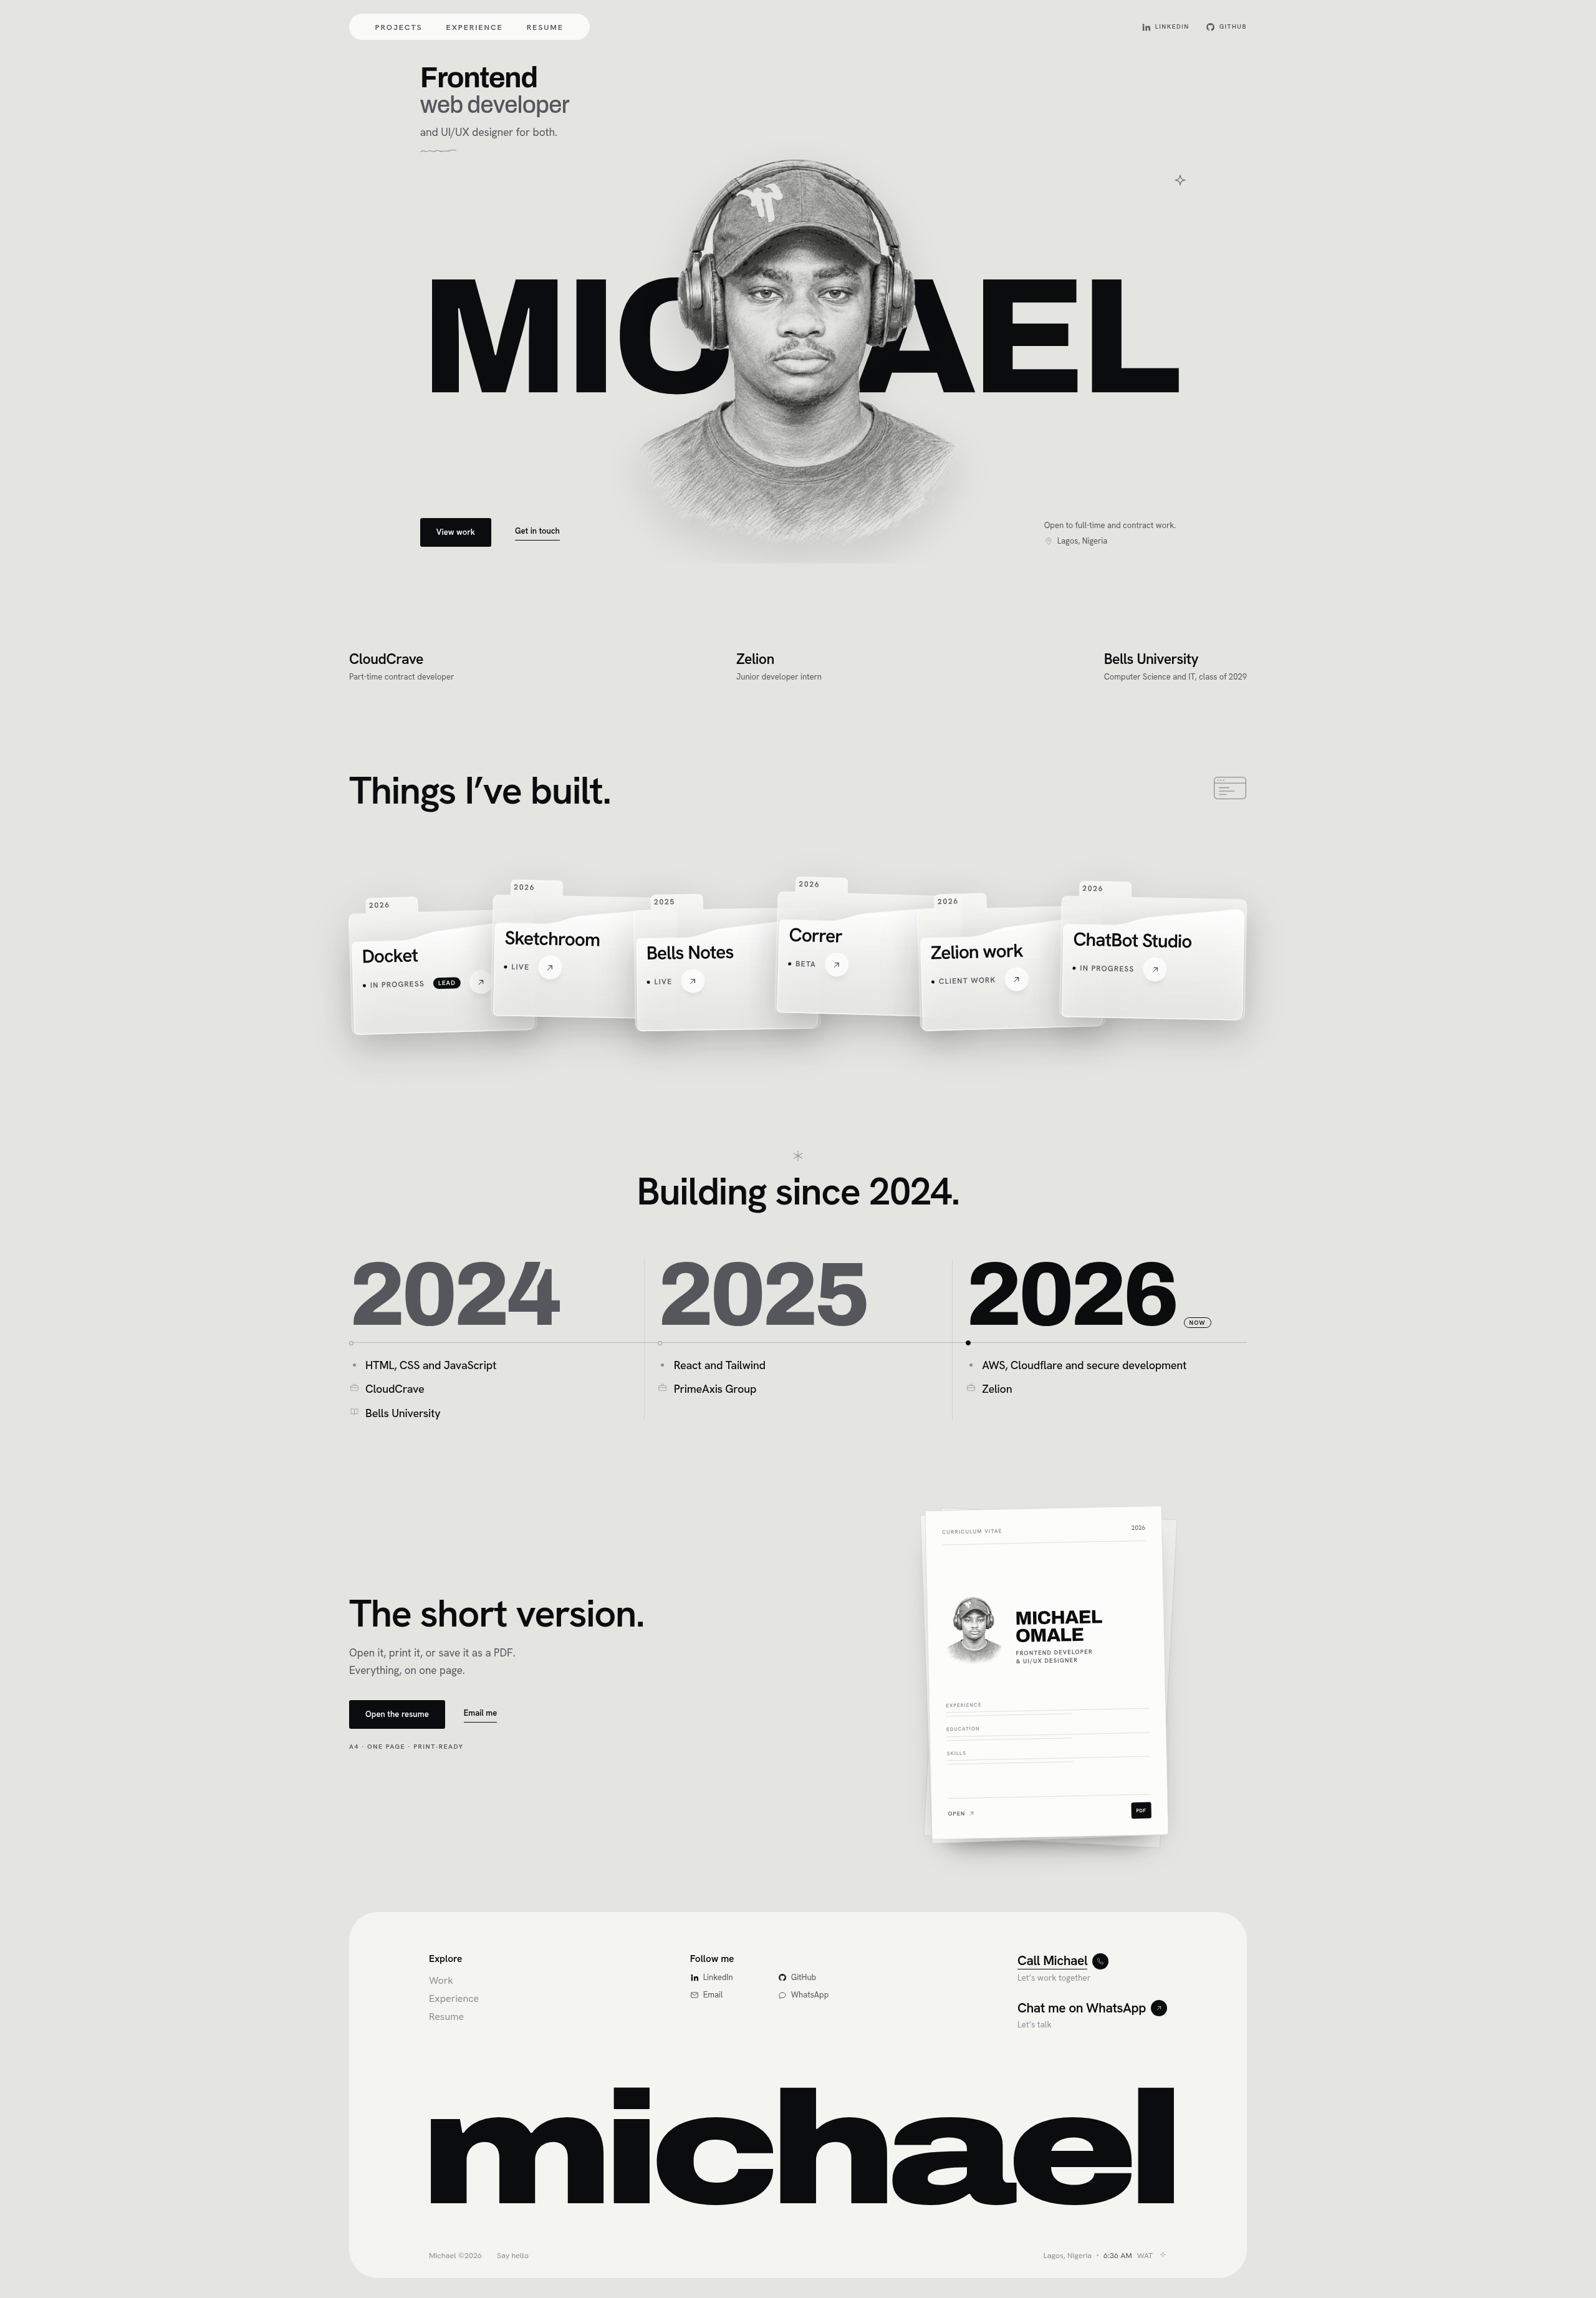 PROJECTS EXPERIENCE RESUME
LINKEDIN GITHUB
Frontend
web developer
and UI/UX designer for both.
MIC AEL
View work Get in touch
Open to full-time and contract work.
Lagos, Nigeria
CloudCrave
Part-time contract developer
Zelion
Junior developer intern
Bells University
Computer Science and IT, class of 2029
Things I’ve built.
2026
Docket
IN PROGRESS LEAD
2026
Sketchroom
LIVE
2025
Bells Notes
LIVE
2026
Correr
BETA
2026
Zelion work
CLIENT WORK
2026
ChatBot Studio
IN PROGRESS
Building since 2024.
2024
HTML, CSS and JavaScript
CloudCrave
Bells University
2025
React and Tailwind
PrimeAxis Group
2026 NOW
AWS, Cloudflare and secure development
Zelion
The short version.
Open it, print it, or save it as a PDF.
Everything, on one page.
Open the resume Email me
A4 · ONE PAGE · PRINT-READY
CURRICULUM VITAE 2026
MICHAEL
OMALE
FRONTEND DEVELOPER
& UI/UX DESIGNER
EXPERIENCE
EDUCATION
SKILLS
OPEN PDF
Explore
Work
Experience
Resume
Follow me
LinkedIn GitHub
Email WhatsApp
Call Michael
Let’s work together
Chat me on WhatsApp
Let’s talk
michael
Michael ©2026 Say hello
Lagos, Nigeria • 6:36 AM WAT